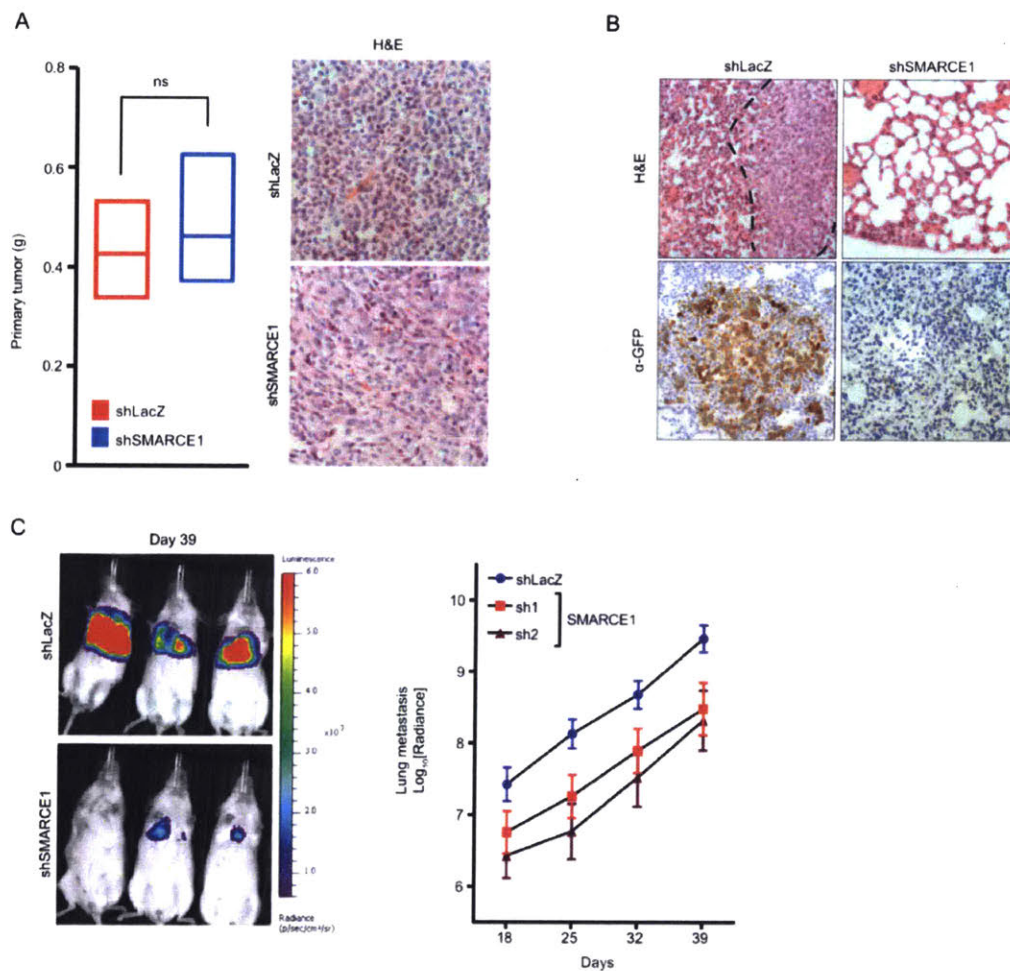 A
H&E
0.8
0.6
0.4
0.2
0
Primary tumor (g)
ns
shLacZ
shSMARCE1
shLacZ
shSMARCE1
B
shLacZ
shSMARCE1
H&E
α-GFP
C
Day 39
shLacZ
shSMARCE1
Luminescence
6.0
5.0
4.0
x10⁷
3.0
2.0
1.0
Radiance
(p/sec/cm²/sr)
shLacZ
sh1
sh2
SMARCE1
10
9
8
7
6
Lung metastasis
Log₁₀[Radiance]
18
25
32
39
Days